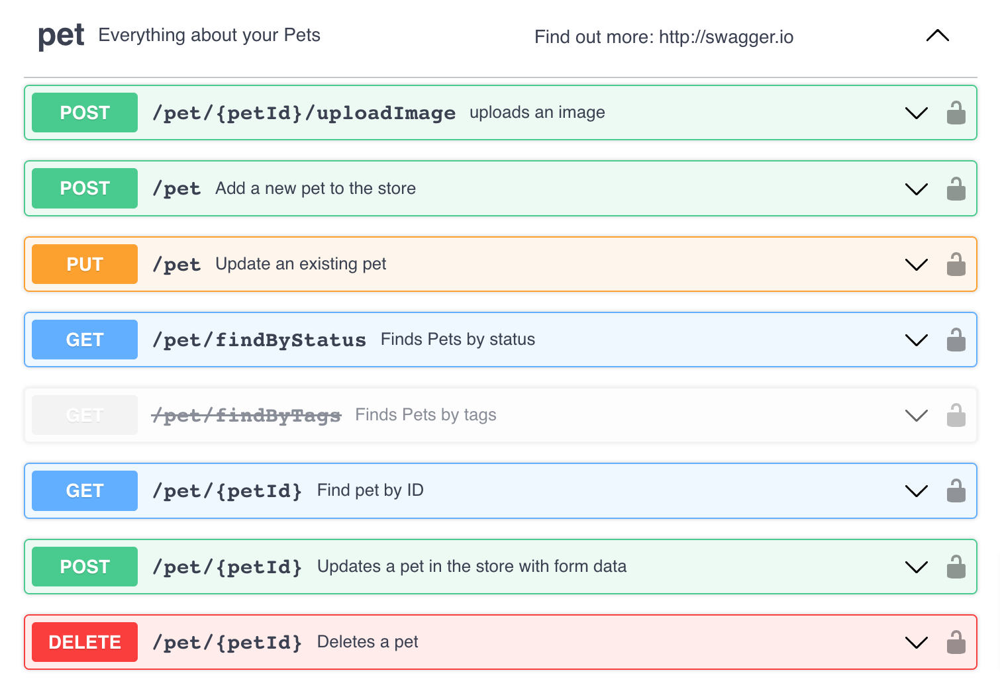 pet Everything about your Pets Find out more: http://swagger.io
POST /pet/{petId}/uploadImage uploads an image
POST /pet Add a new pet to the store
PUT /pet Update an existing pet
GET /pet/findByStatus Finds Pets by status
GET /pet/findByTags Finds Pets by tags
GET /pet/{petId} Find pet by ID
POST /pet/{petId} Updates a pet in the store with form data
DELETE /pet/{petId} Deletes a pet